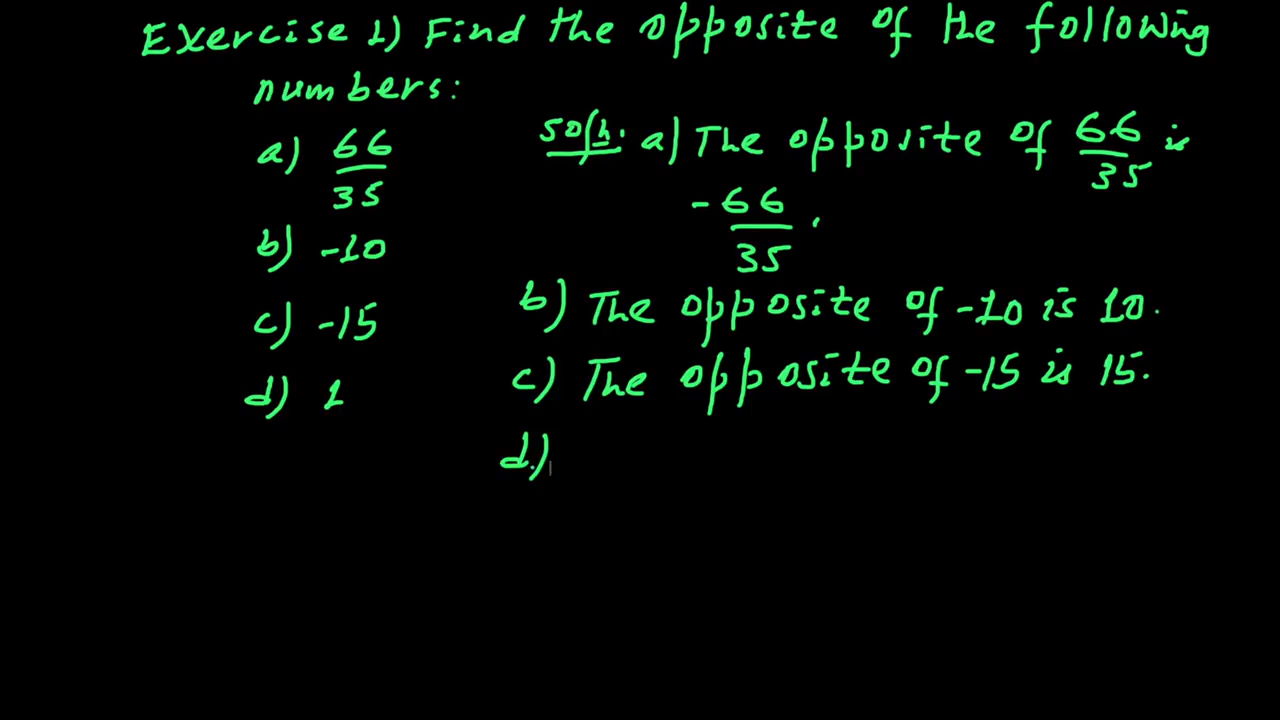 Exercise 1) Find the opposite of the following
numbers:
a) 66/35
b) -10
c) -15
d) 1
Soln. a) The opposite of 66/35 is
-66/35.
b) The opposite of -10 is 10.
c) The opposite of -15 is 15.
d.)